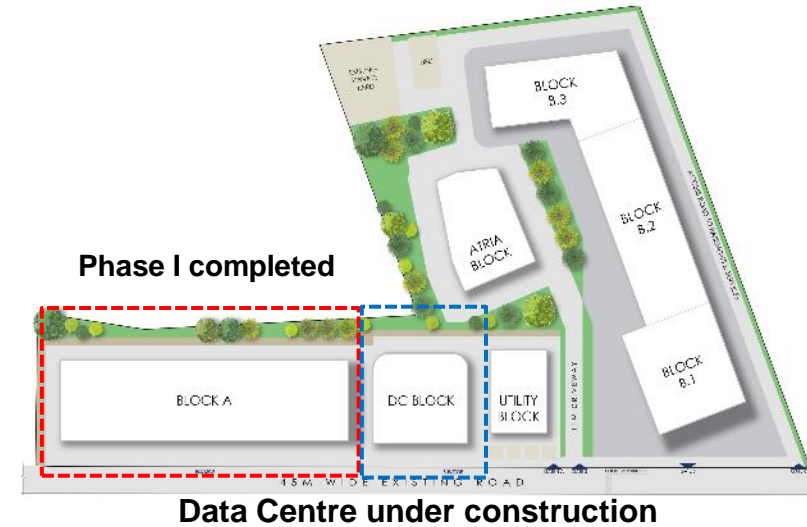 BLOCK
B.3
BLOCK
B.2
ATRIA
BLOCK
Phase I completed
BLOCK
B.1
BLOCK A
DC BLOCK
UTILITY
BLOCK
45M WIDE EXISTING ROAD
Data Centre under construction